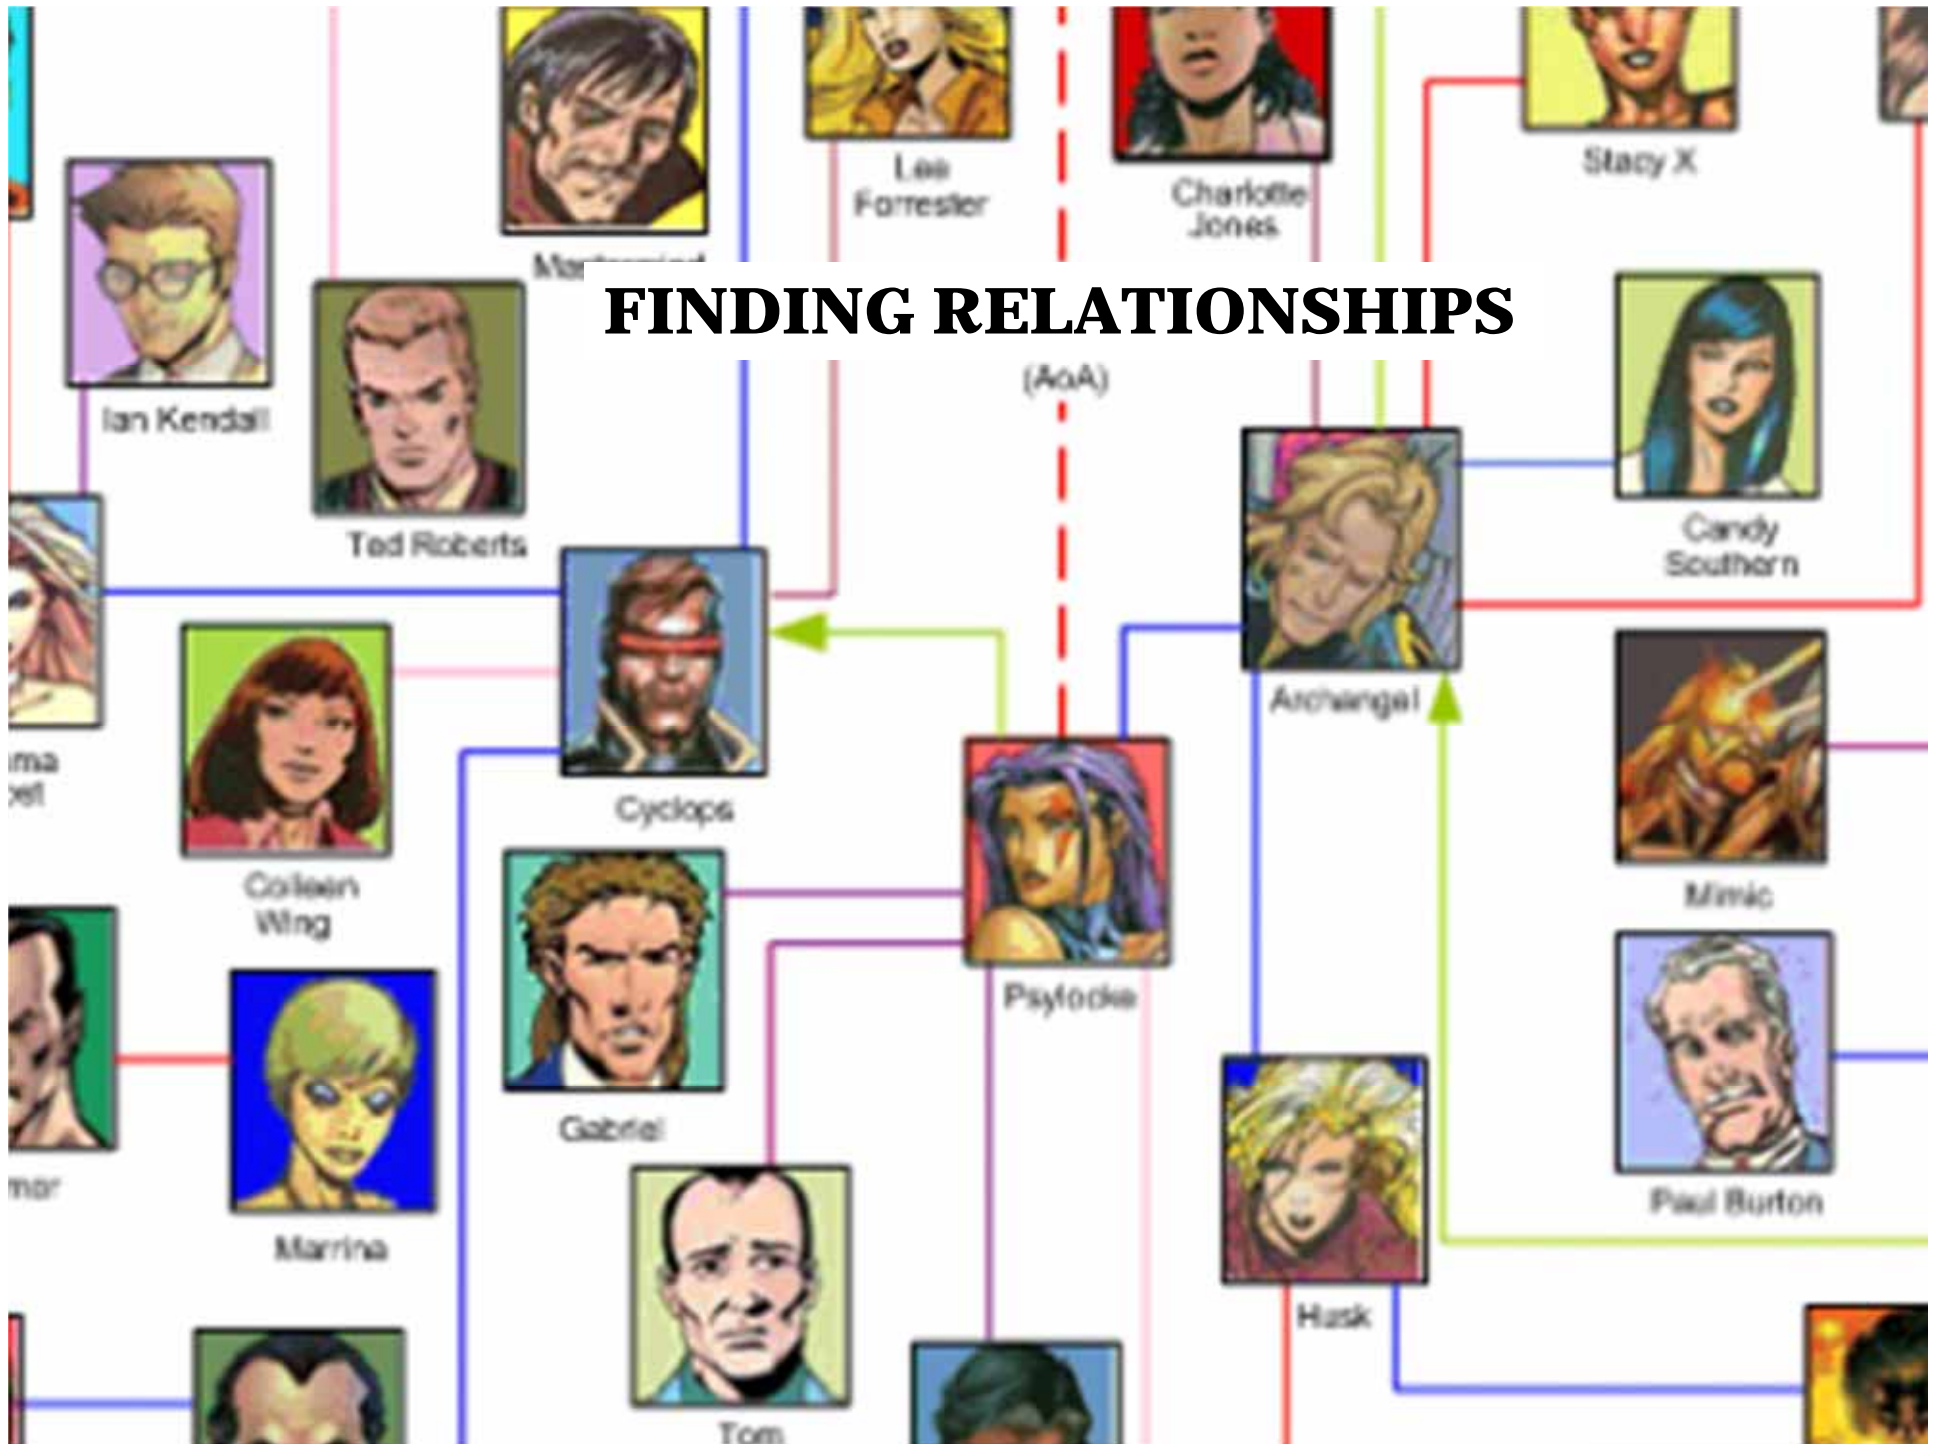 Lee
Forrester
Charlotte
Jones
Stacy X
FINDING RELATIONSHIPS
(AoA)
Ian Kendall
Ted Roberts
Candy
Southern
Archangel
Cyclops
Colleen
Wing
Mimic
Psylocke
Gabriel
Paul Burton
Marrina
Husk
Tom